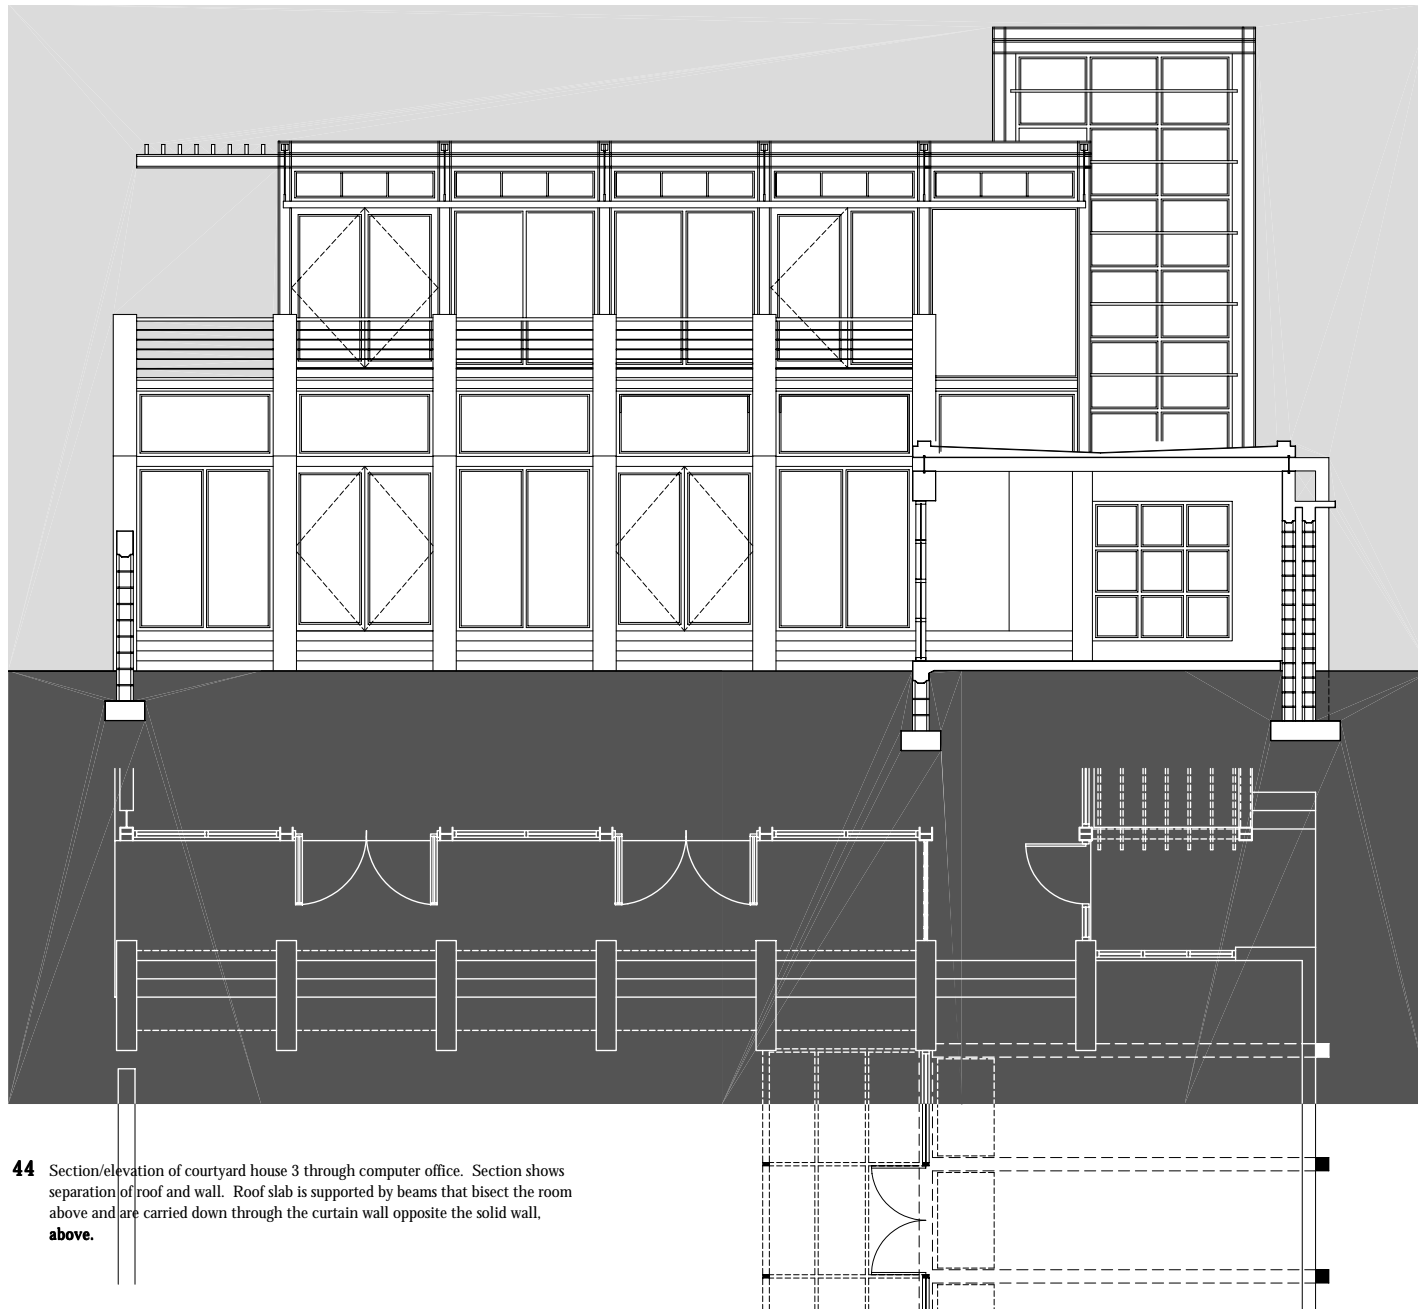 44 Section/elevation of courtyard house 3 through computer office. Section shows
separation of roof and wall. Roof slab is supported by beams that bisect the room
above and are carried down through the curtain wall opposite the solid wall,
above.